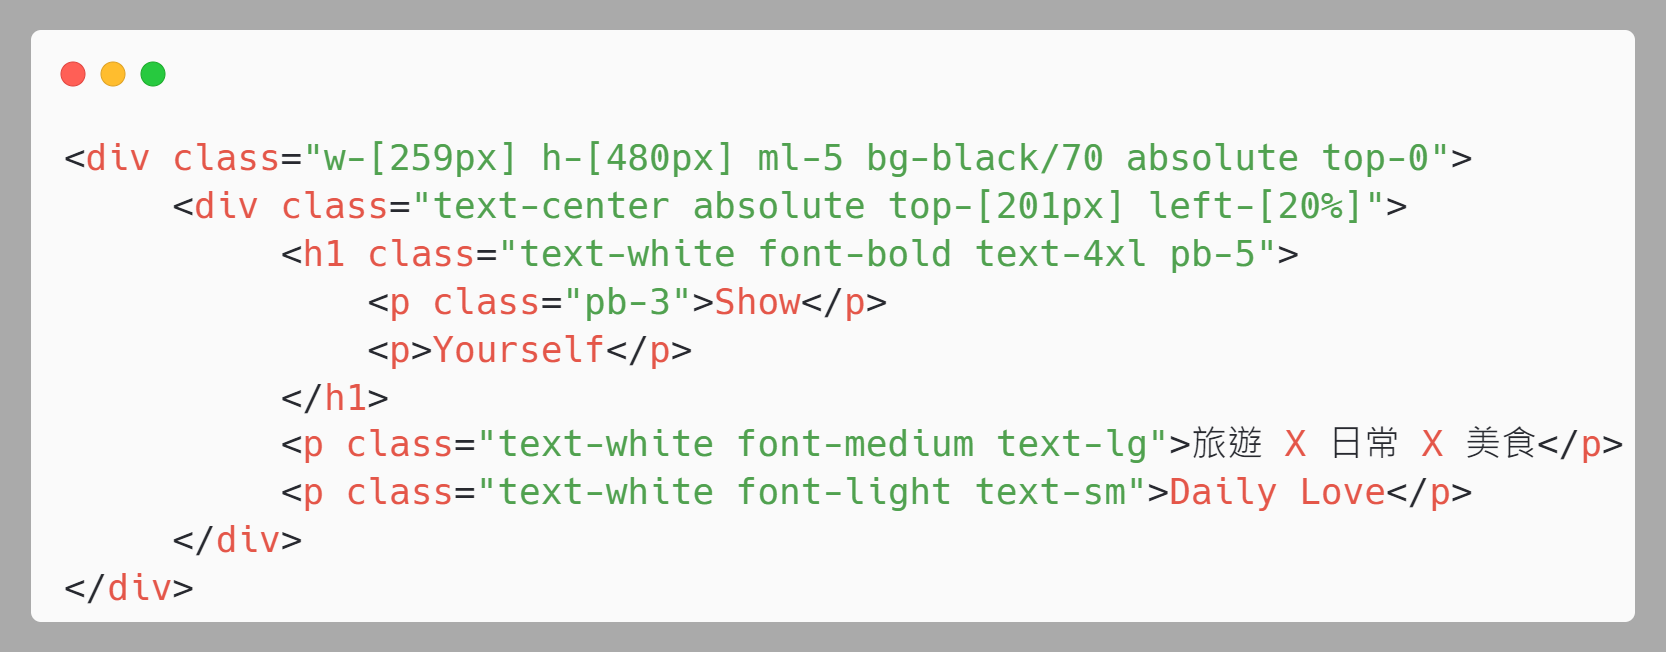 <div class="w-[259px] h-[480px] ml-5 bg-black/70 absolute top-0">
     <div class="text-center absolute top-[201px] left-[20%]">
          <h1 class="text-white font-bold text-4xl pb-5">
              <p class="pb-3">Show</p>
              <p>Yourself</p>
          </h1>
          <p class="text-white font-medium text-lg">旅遊 X 日常 X 美食</p>
          <p class="text-white font-light text-sm">Daily Love</p>
     </div>
</div>